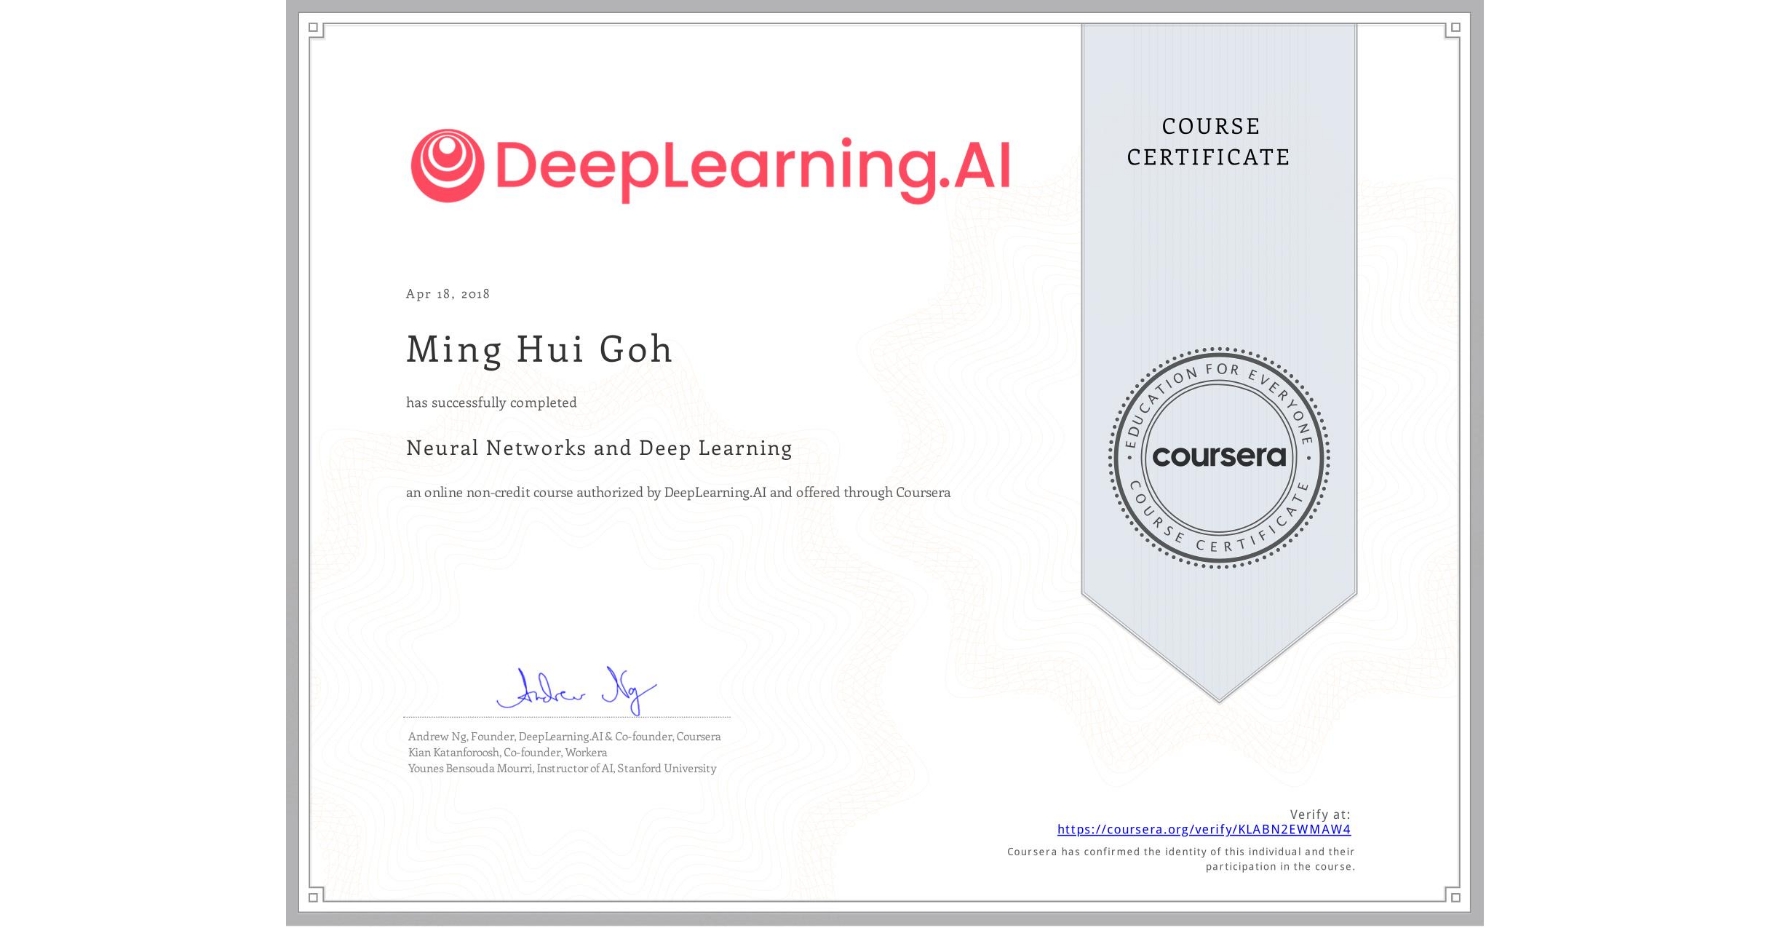 DeepLearning.AI
COURSE
CERTIFICATE
Apr 18, 2018
Ming Hui Goh
has successfully completed
Neural Networks and Deep Learning
an online non-credit course authorized by DeepLearning.AI and offered through Coursera
EDUCATION FOR EVERYONE
coursera
COURSE CERTIFICATE
Andrew Ng
Andrew Ng, Founder, DeepLearning.AI & Co-founder, Coursera
Kian Katanforoosh, Co-founder, Workera
Younes Bensouda Mourri, Instructor of AI, Stanford University
Verify at:
https://coursera.org/verify/KLABN2EWMAW4
Coursera has confirmed the identity of this individual and their
participation in the course.